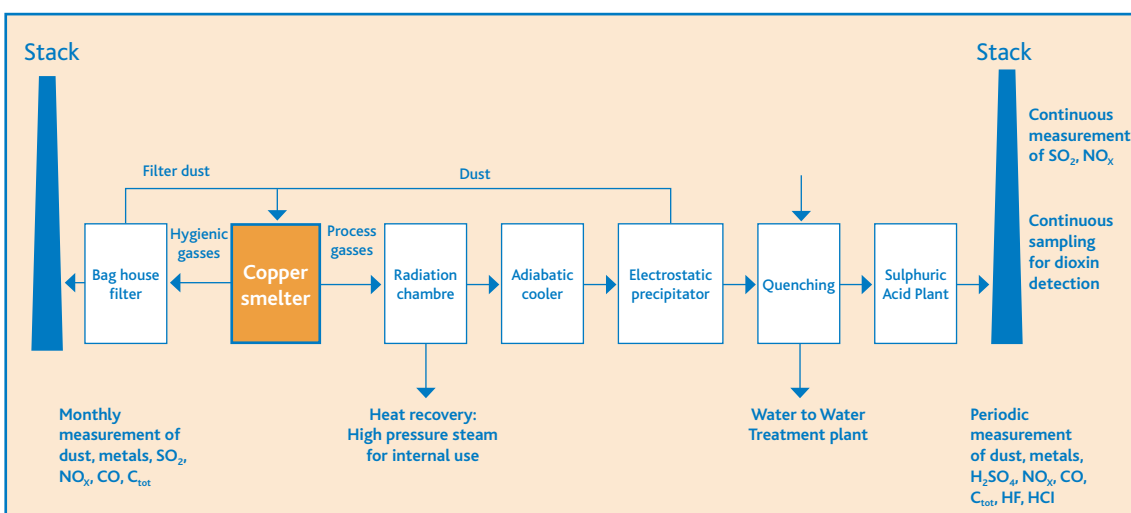 Stack
Stack
Continuous
measurement
of SO₂, NOₓ
Filter dust
Dust
Hygienic
gasses
Process
gasses
Continuous
sampling
for dioxin
detection
Bag house
filter
Copper
smelter
Radiation
chambre
Adiabatic
cooler
Electrostatic
precipitator
Quenching
Sulphuric
Acid Plant
Monthly
measurement of
dust, metals, SO₂,
NOₓ, CO, Cₜₒₜ
Heat recovery:
High pressure steam
for internal use
Water to Water
Treatment plant
Periodic
measurement
of dust, metals,
H₂SO₄, NOₓ, CO,
Cₜₒₜ, HF, HCI